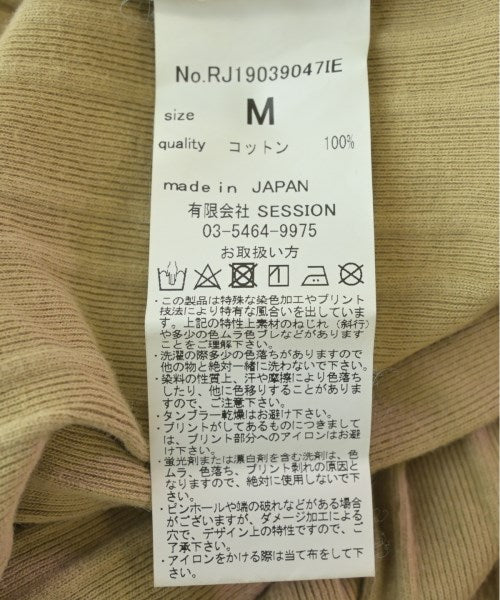 No.RJ19039047IE
size M
quality コットン 100%
made in JAPAN
有限会社 SESSION
03-5464-9975
お取扱い方
・この製品は特殊な染色加工やプリント
技法により特有な風合いを出していま
す。上記の特性上素材のねじれ（斜行）
や多少の色ムラ色ブレなどがあります
ことをご理解下さい。
・洗濯の際多少の色落ちがありますので
他の物と絶対一緒に洗わないで下さい。
・染料の性質上、汗や摩擦により色落ち
したり、他に色移りすることがありま
すので、ご注意下さい。
・タンブラー乾燥はお避け下さい。
・プリントがしてあるものにつきまして
は、プリント部分へのアイロンはお避
け下さい。
・蛍光剤または漂白剤を含む洗剤は、色
ムラ、色落ち、プリント剥れの原因と
なりますので、絶対に使用しないで下
さい。
・ピンホールや端の破れなどがある場合
がございますが、ダメージ加工による
穴で、デザイン上の特性ですので、ご
了承下さい。
・アイロンをかける際は当て布をして下
さい。